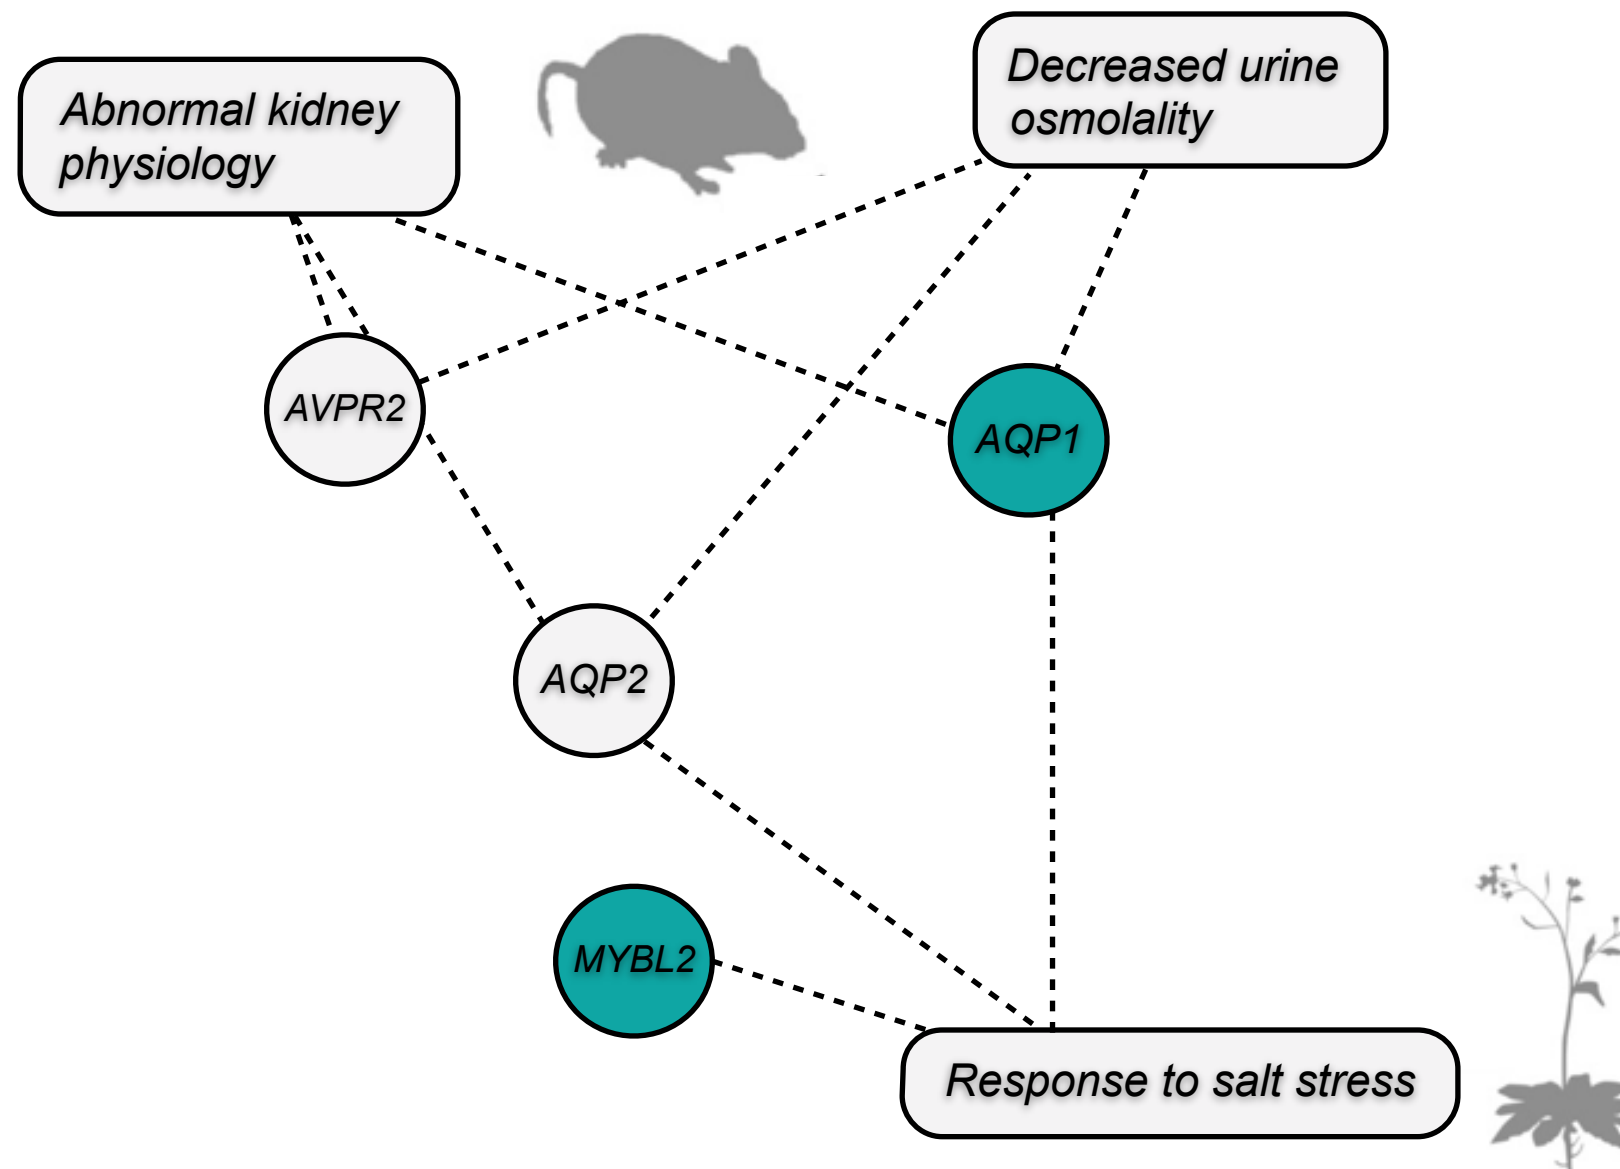 Abnormal kidney
physiology
Decreased urine
osmolality
AVPR2
AQP1
AQP2
MYBL2
Response to salt stress